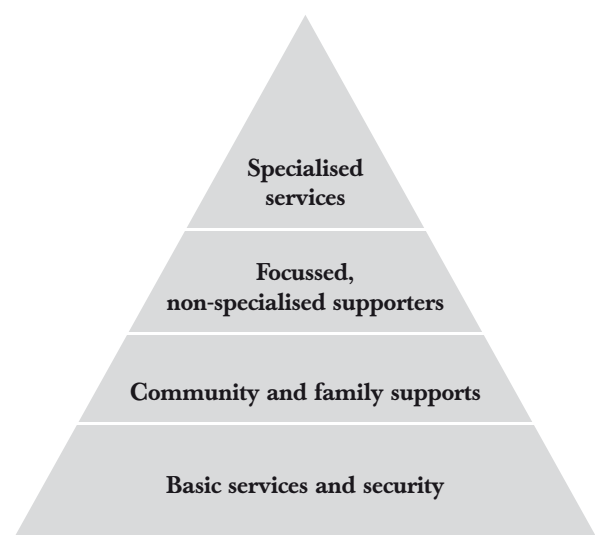 Specialised
services
Focussed,
non-specialised supporters
Community and family supports
Basic services and security